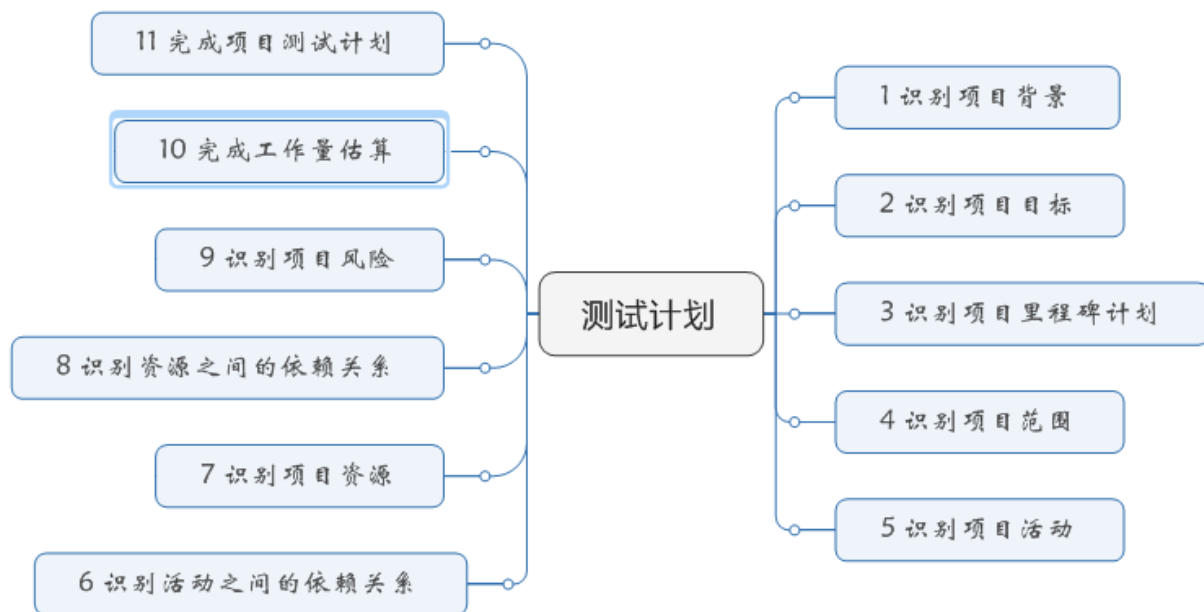 11 完成项目测试计划
10 完成工作量估算
9 识别项目风险
8 识别资源之间的依赖关系
7 识别项目资源
6 识别活动之间的依赖关系
测试计划
1 识别项目背景
2 识别项目目标
3 识别项目里程碑计划
4 识别项目范围
5 识别项目活动